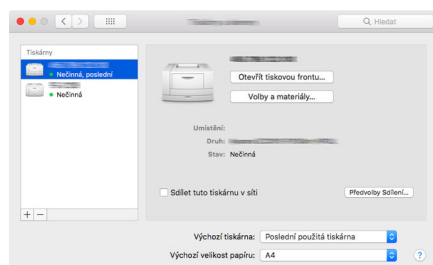 Hledat
Tiskárny
Nečinná, poslední
Nečinná
Otevřít tiskovou frontu...
Volby a materiály...
Umístění:
Druh:
Stav: Nečinná
Sdílet tuto tiskárnu v síti
Předvolby Sdílení...
+ −
Výchozí tiskárna: Poslední použitá tiskárna
Výchozí velikost papíru: A4
?